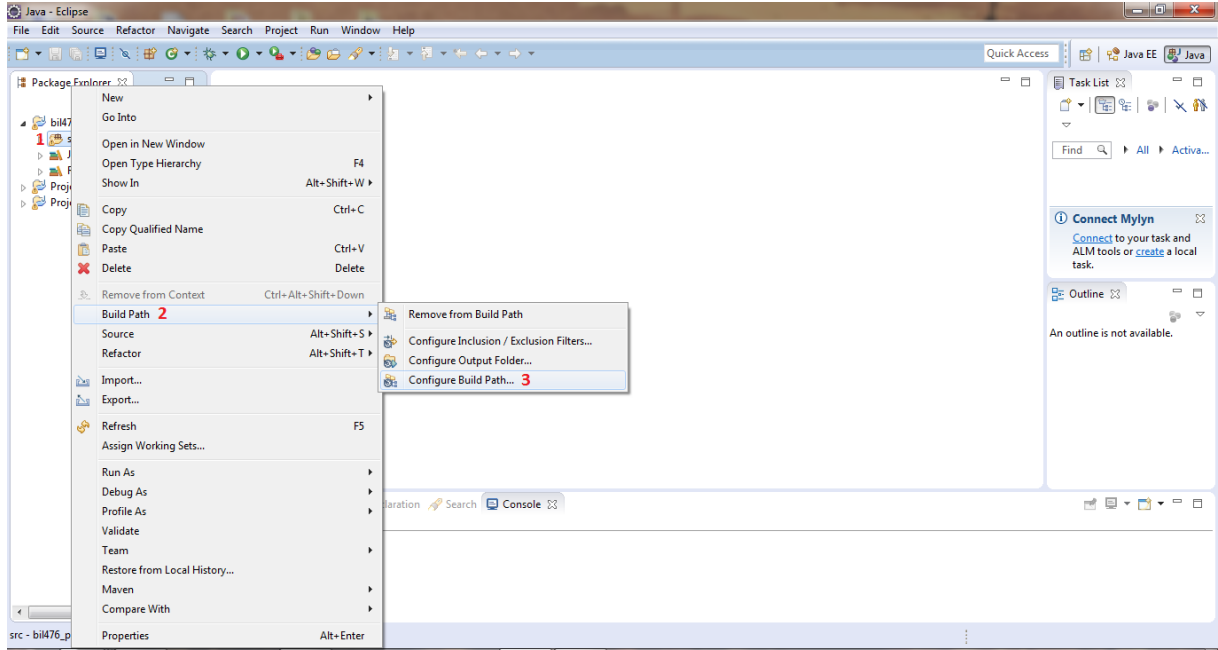 Java - Eclipse
File Edit Source Refactor Navigate Search Project Run Window Help
Quick Access
Java EE
Java
Package Explorer
bil47
1 s
J
Proj
Proj
New
Go Into
Open in New Window
Open Type Hierarchy F4
Show In Alt+Shift+W
Copy Ctrl+C
Copy Qualified Name
Paste Ctrl+V
Delete Delete
Remove from Context Ctrl+Alt+Shift+Down
Build Path 2
Source Alt+Shift+S
Refactor Alt+Shift+T
Import...
Export...
Refresh F5
Assign Working Sets...
Run As
Debug As
Profile As
Validate
Team
Restore from Local History...
Maven
Compare With
Properties Alt+Enter
Remove from Build Path
Configure Inclusion / Exclusion Filters...
Configure Output Folder...
Configure Build Path... 3
laration Search Console
Task List
Find All Activa...
Connect Mylyn
Connect to your task and
ALM tools or create a local
task.
Outline
An outline is not available.
src - bil476_p